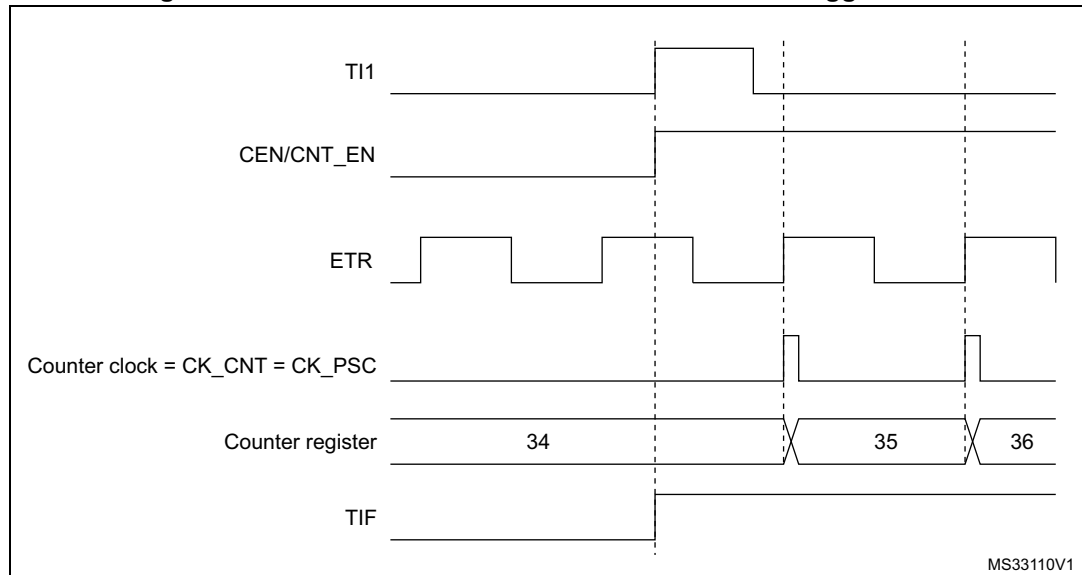 TI1
CEN/CNT_EN
ETR
Counter clock = CK_CNT = CK_PSC
Counter register
34
35
36
TIF
MS33110V1